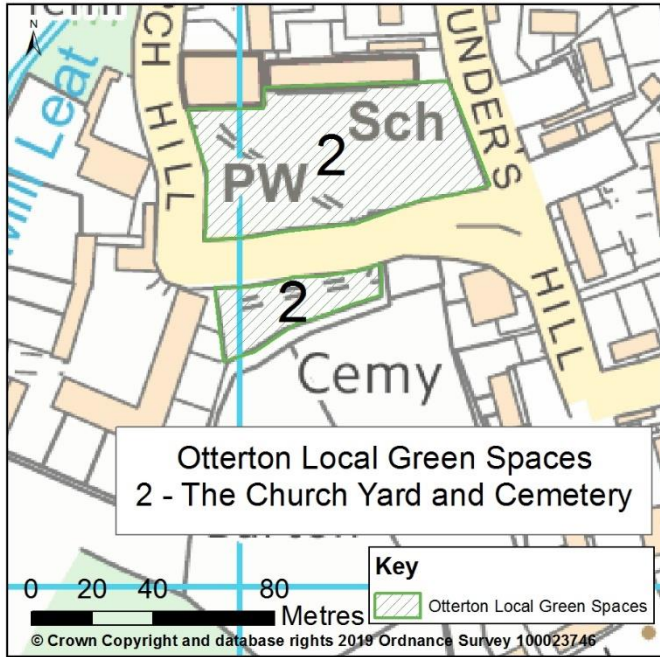 N
CH HILL
UNDER'S HILL
Mill Leat
Sch
PW
2
2
Cemy
Otterton Local Green Spaces
2 - The Church Yard and Cemetery
Key
Otterton Local Green Spaces
0 20 40 80
Metres
© Crown Copyright and database rights 2019 Ordnance Survey 100023746